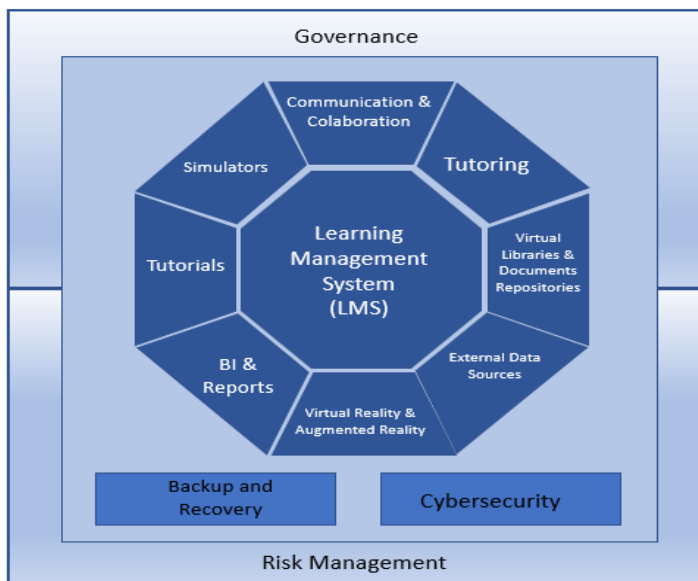 Governance
Communication &
Colaboration
Tutoring
Simulators
Virtual
Libraries &
Documents
Repositories
Learning
Management
System
(LMS)
Tutorials
External Data
Sources
BI &
Reports
Virtual Reality &
Augmented Reality
Backup and
Recovery
Cybersecurity
Risk Management